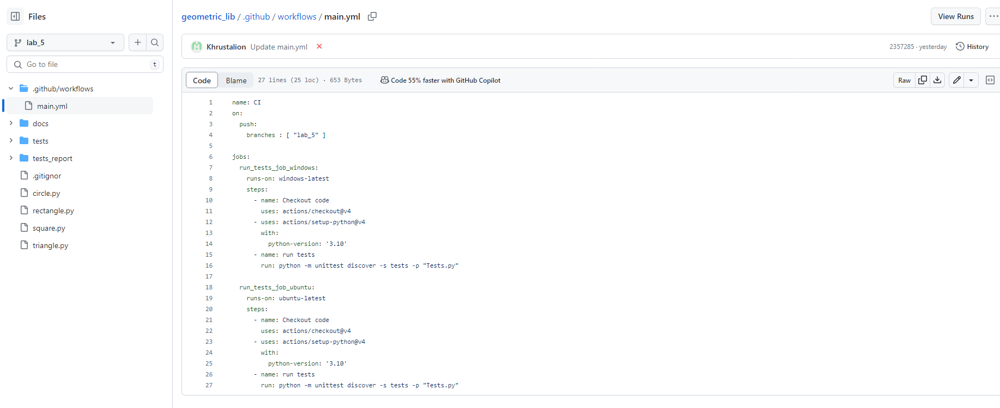 Files
geometric_lib / .github / workflows / main.yml
View Runs
lab_5
Khrustalion Update main.yml
2357285 · yesterday
History
Go to file
t
Code
Blame
27 lines (25 loc) · 653 Bytes
Code 55% faster with GitHub Copilot
Raw
.github/workflows
main.yml
docs
tests
tests_report
.gitignor
circle.py
rectangle.py
square.py
triangle.py
1 name: CI
2 on:
3 push:
4 branches : [ "lab_5" ]
5
6 jobs:
7 run_tests_job_windows:
8 runs-on: windows-latest
9 steps:
10 - name: Checkout code
11 uses: actions/checkout@v4
12 - uses: actions/setup-python@v4
13 with:
14 python-version: '3.10'
15 - name: run tests
16 run: python -m unittest discover -s tests -p "Tests.py"
17
18 run_tests_job_ubuntu:
19 runs-on: ubuntu-latest
20 steps:
21 - name: Checkout code
22 uses: actions/checkout@v4
23 - uses: actions/setup-python@v4
24 with:
25 python-version: '3.10'
26 - name: run tests
27 run: python -m unittest discover -s tests -p "Tests.py"